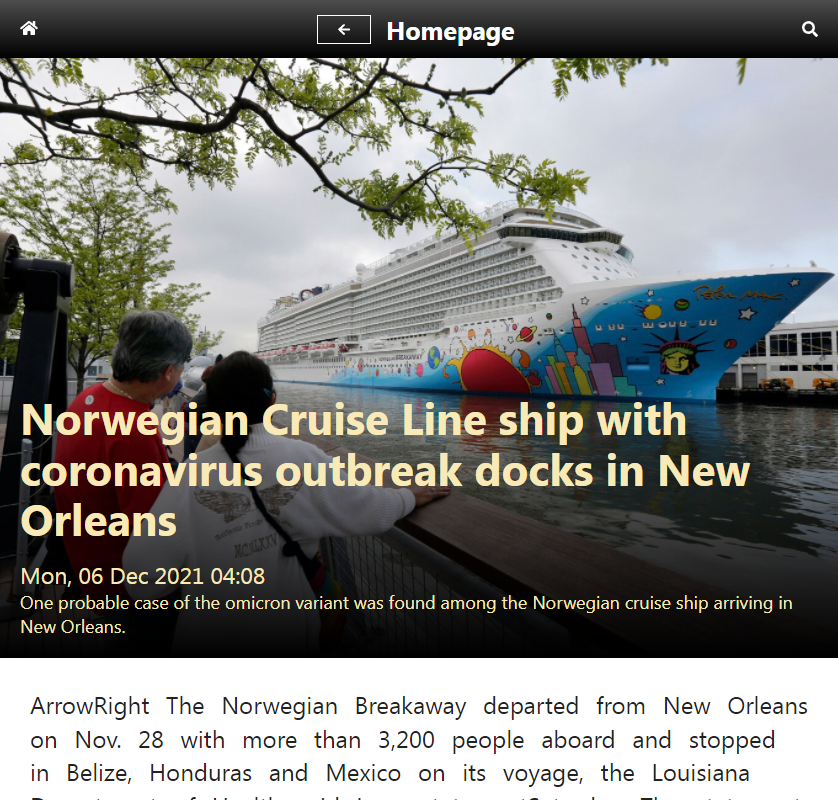 Homepage
Peter Max
BREAKAWAY
Norwegian Cruise Line ship with
coronavirus outbreak docks in New
Orleans
Mon, 06 Dec 2021 04:08
One probable case of the omicron variant was found among the Norwegian cruise ship arriving in
New Orleans.
ArrowRight The Norwegian Breakaway departed from New Orleans
on Nov. 28 with more than 3,200 people aboard and stopped
in Belize, Honduras and Mexico on its voyage, the Louisiana